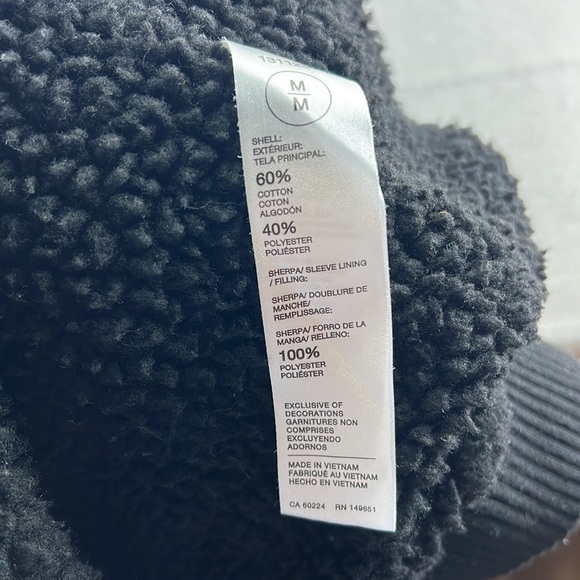 M
M
SHELL:
EXTÉRIEUR:
TELA PRINCIPAL:
60%
COTTON
COTON
ALGODÓN
40%
POLYESTER
POLIÉSTER
SHERPA/ SLEEVE LINING
/ FILLING:
SHERPA/ DOUBLURE DE
MANCHE/
REMPLISSAGE:
SHERPA/ FORRO DE LA
MANGA/ RELLENO:
100%
POLYESTER
POLIÉSTER
EXCLUSIVE OF
DECORATIONS
GARNITURES NON
COMPRISES
EXCLUYENDO
ADORNOS
MADE IN VIETNAM
FABRIQUÉ AU VIETNAM
HECHO EN VIETNAM
CA 60224 RN 149651